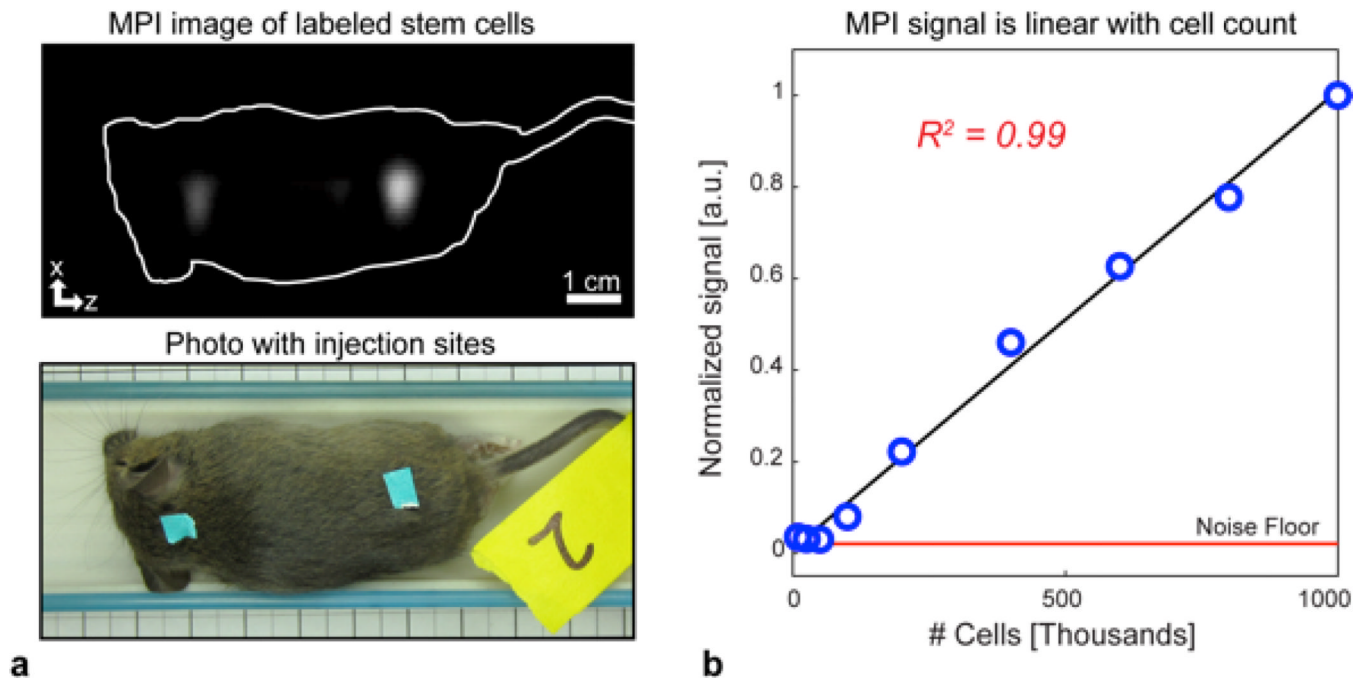 MPI image of labeled stem cells
x
z
1 cm
Photo with injection sites
2
a
MPI signal is linear with cell count
Normalized signal [a.u.]
1
0.8
0.6
0.4
0.2
0
R² = 0.99
Noise Floor
0 500 1000
# Cells [Thousands]
b